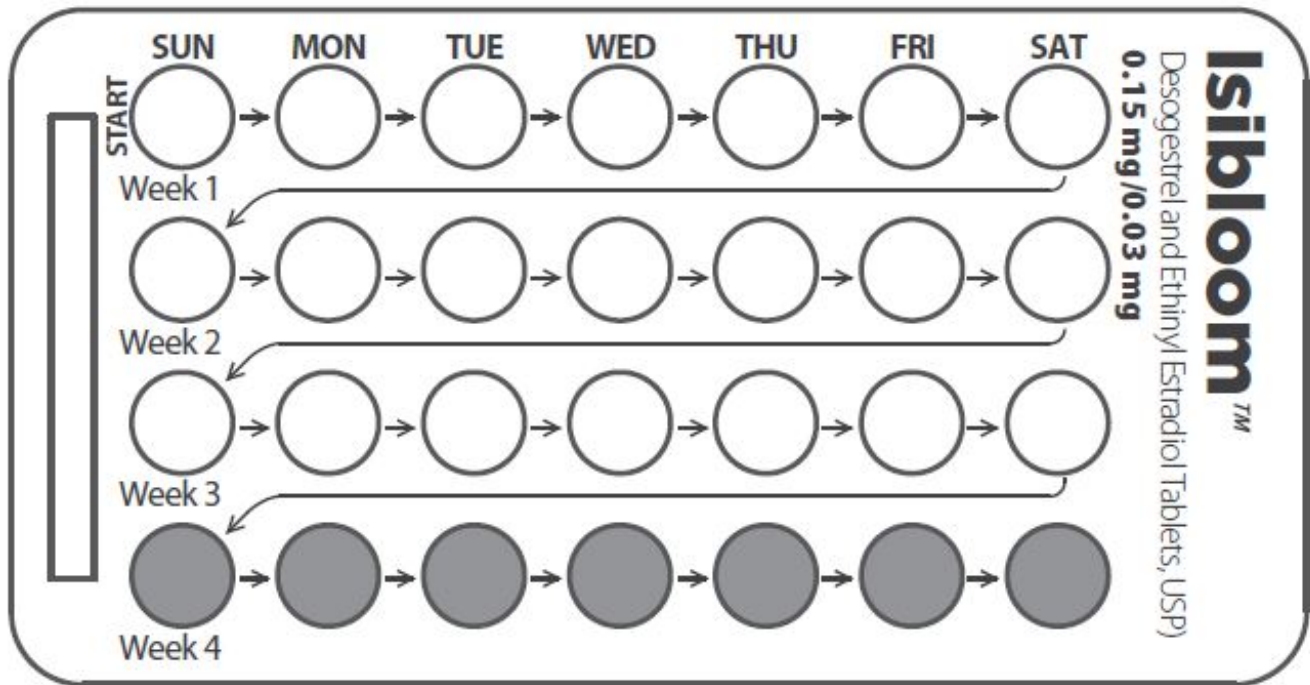 SUN MON TUE WED THU FRI SAT
START
Week 1
Week 2
Week 3
Week 4
Isibloom™
Desogestrel and Ethinyl Estradiol Tablets, USP)
0.15 mg/0.03 mg